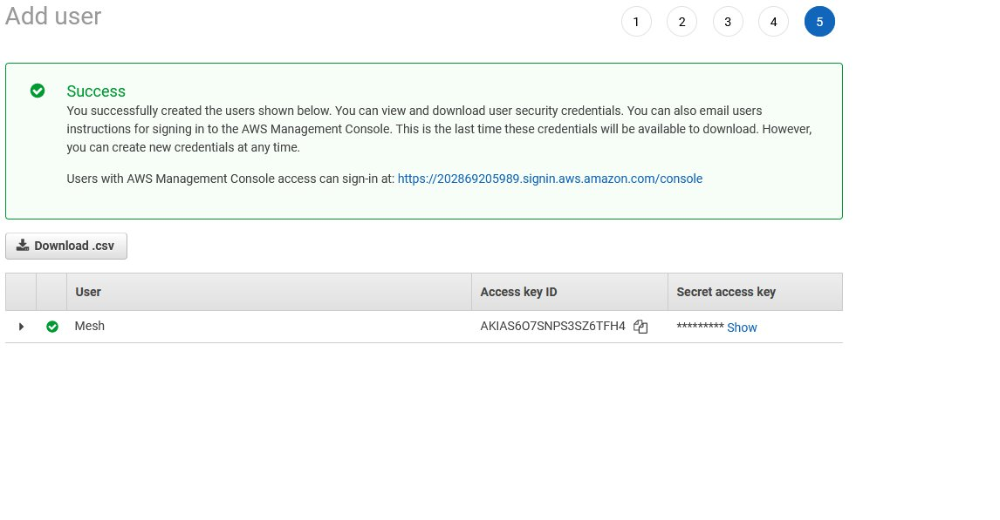 Add user
1 2 3 4 5
Success
You successfully created the users shown below. You can view and download user security credentials. You can also email users
instructions for signing in to the AWS Management Console. This is the last time these credentials will be available to download. However,
you can create new credentials at any time.
Users with AWS Management Console access can sign-in at: https://202869205989.signin.aws.amazon.com/console
Download .csv
User Access key ID Secret access key
Mesh AKIAS6O7SNPS3SZ6TFH4 ********* Show